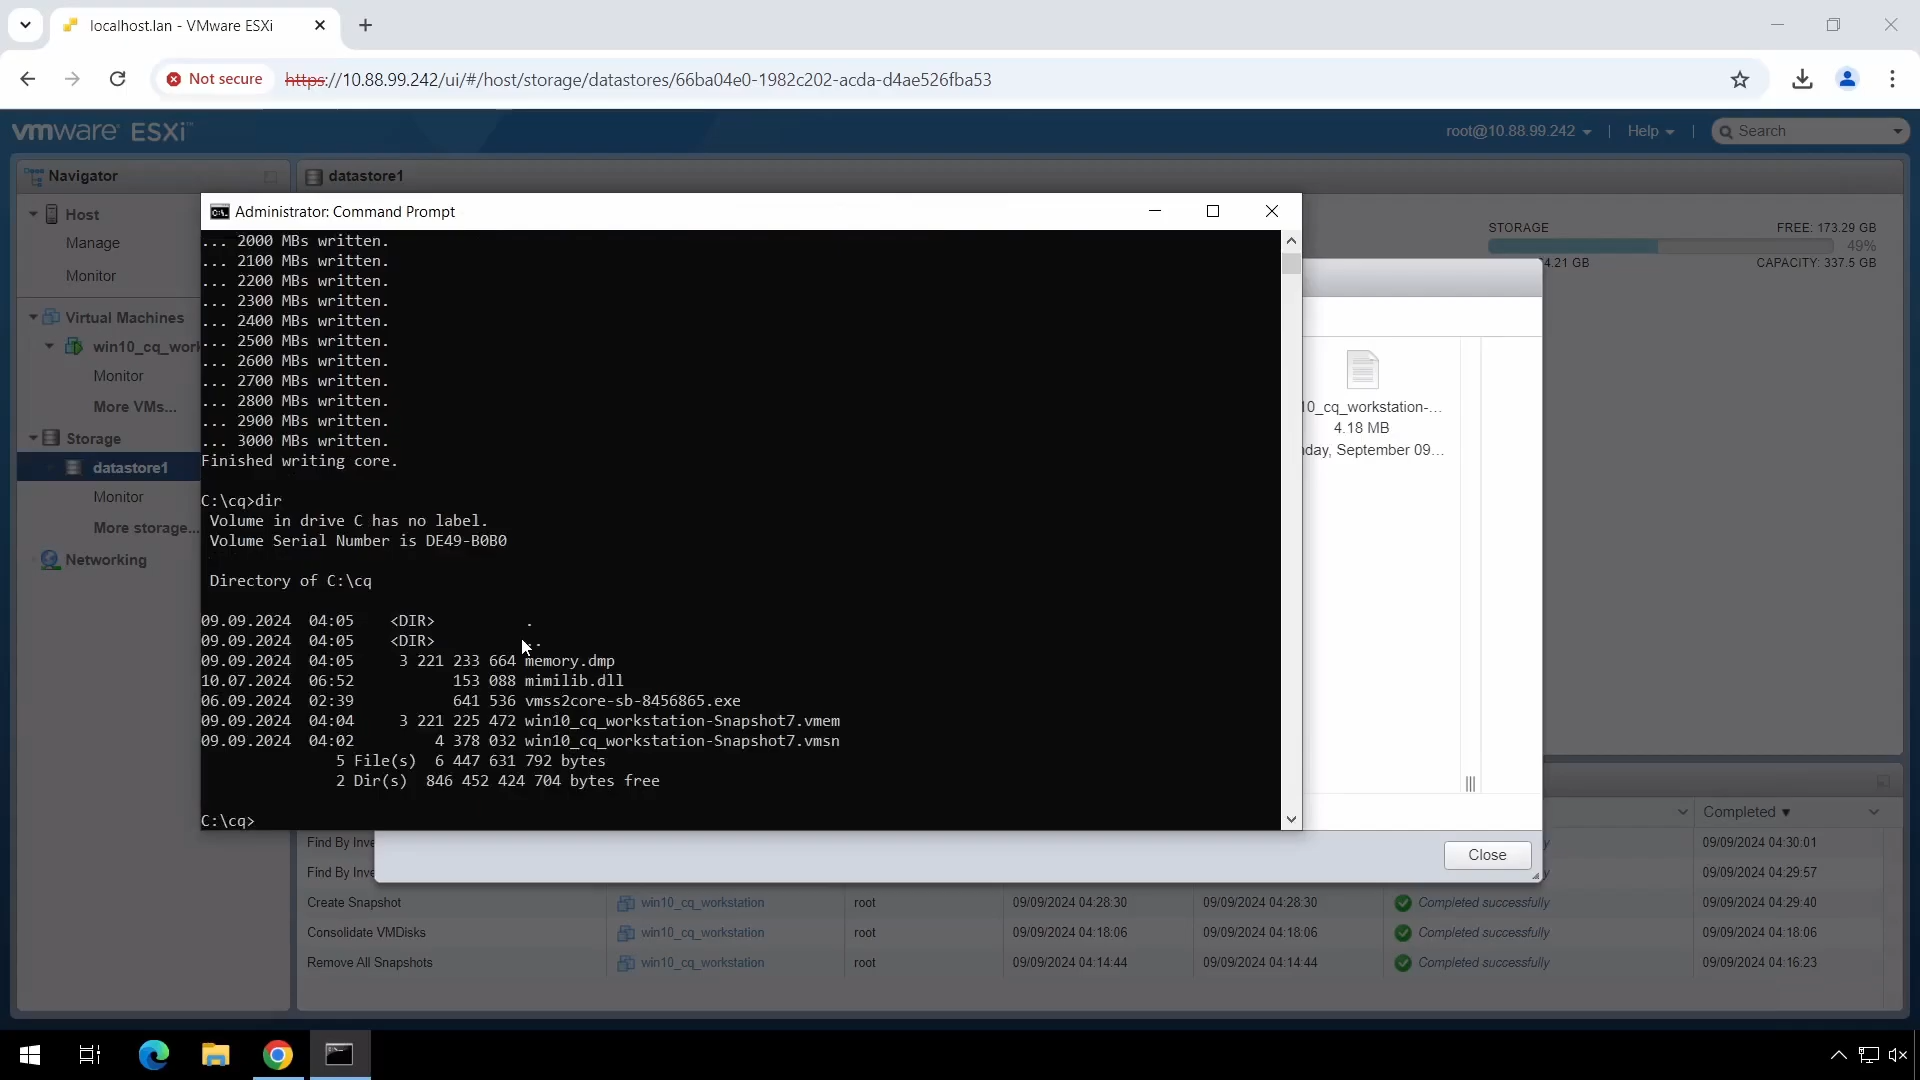 localhost.lan - VMware ESXi
Not secure
https://10.88.99.242/ui/#/host/storage/datastores/66ba04e0-1982c202-acda-d4ae526fba53
vmware ESXi
root@10.88.99.242
|
Help
|
Search
Navigator
Host
Manage
Monitor
Virtual Machines
win10_cq_work
Monitor
More VMs...
Storage
datastore1
Monitor
More storage...
Networking
datastore1
STORAGE
FREE: 173.29 GB
49%
4.21 GB
CAPACITY: 337.5 GB
Administrator: Command Prompt
... 2000 MBs written.
... 2100 MBs written.
... 2200 MBs written.
... 2300 MBs written.
... 2400 MBs written.
... 2500 MBs written.
... 2600 MBs written.
... 2700 MBs written.
... 2800 MBs written.
... 2900 MBs written.
... 3000 MBs written.
Finished writing core.
C:\cq>dir
Volume in drive C has no label.
Volume Serial Number is DE49-B0B0
Directory of C:\cq
09.09.2024 04:05 <DIR> .
09.09.2024 04:05 <DIR> ..
09.09.2024 04:05 3 221 233 664 memory.dmp
10.07.2024 06:52 153 088 mimilib.dll
06.09.2024 02:39 641 536 vmss2core-sb-8456865.exe
09.09.2024 04:04 3 221 225 472 win10_cq_workstation-Snapshot7.vmem
09.09.2024 04:02 4 378 032 win10_cq_workstation-Snapshot7.vmsn
5 File(s) 6 447 631 792 bytes
2 Dir(s) 846 452 424 704 bytes free
C:\cq>
10_cq_workstation-...
4.18 MB
day, September 09...
Close
Completed ▼
Find By Inve 09/09/2024 04:30:01
Find By Inve 09/09/2024 04:29:57
Create Snapshot win10_cq_workstation root 09/09/2024 04:28:30 09/09/2024 04:28:30 Completed successfully 09/09/2024 04:29:40
Consolidate VMDisks win10_cq_workstation root 09/09/2024 04:18:06 09/09/2024 04:18:06 Completed successfully 09/09/2024 04:18:06
Remove All Snapshots win10_cq_workstation root 09/09/2024 04:14:44 09/09/2024 04:14:44 Completed successfully 09/09/2024 04:16:23